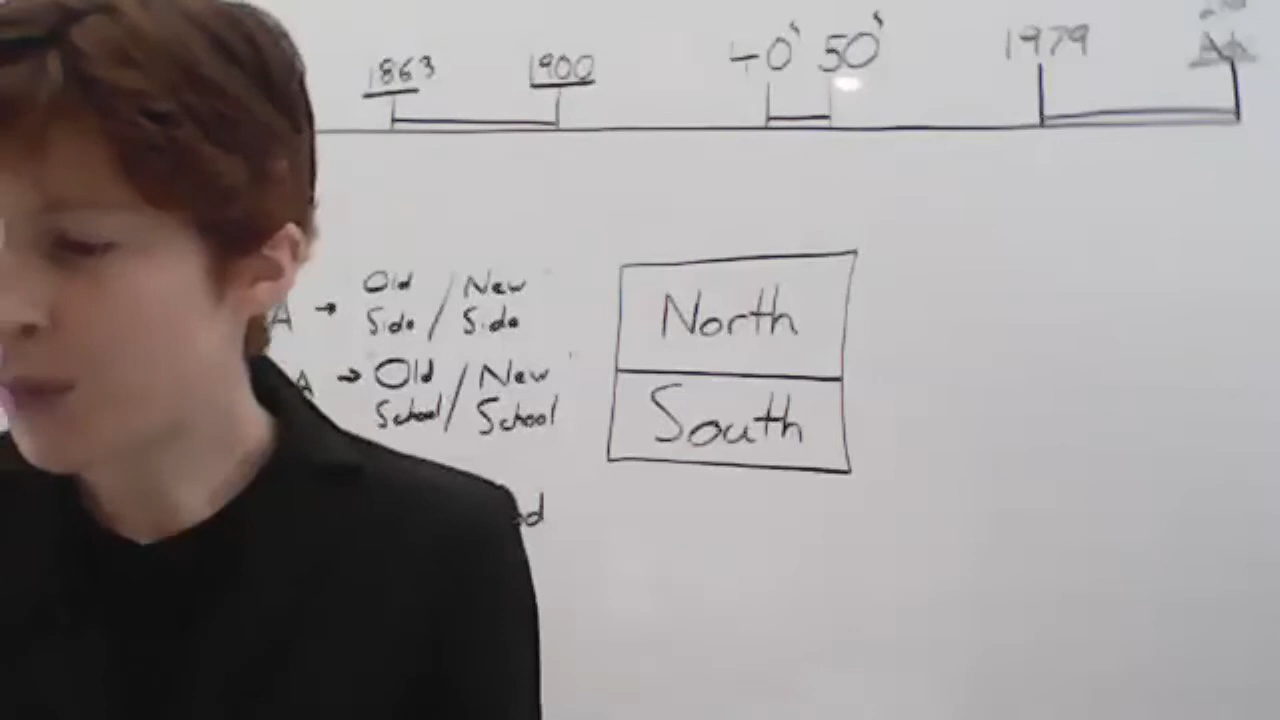 1863 1900 40' 50' 1979
A → Old / New
Side / Side
A → Old / New
School / School
North
South